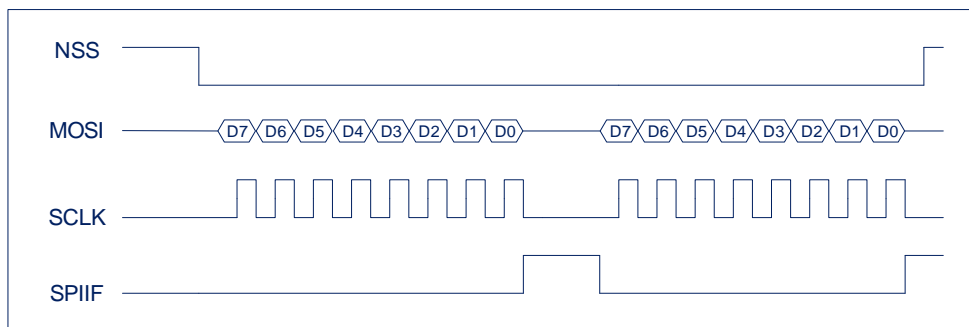 NSS
MOSI D7 D6 D5 D4 D3 D2 D1 D0 D7 D6 D5 D4 D3 D2 D1 D0
SCLK
SPIIF